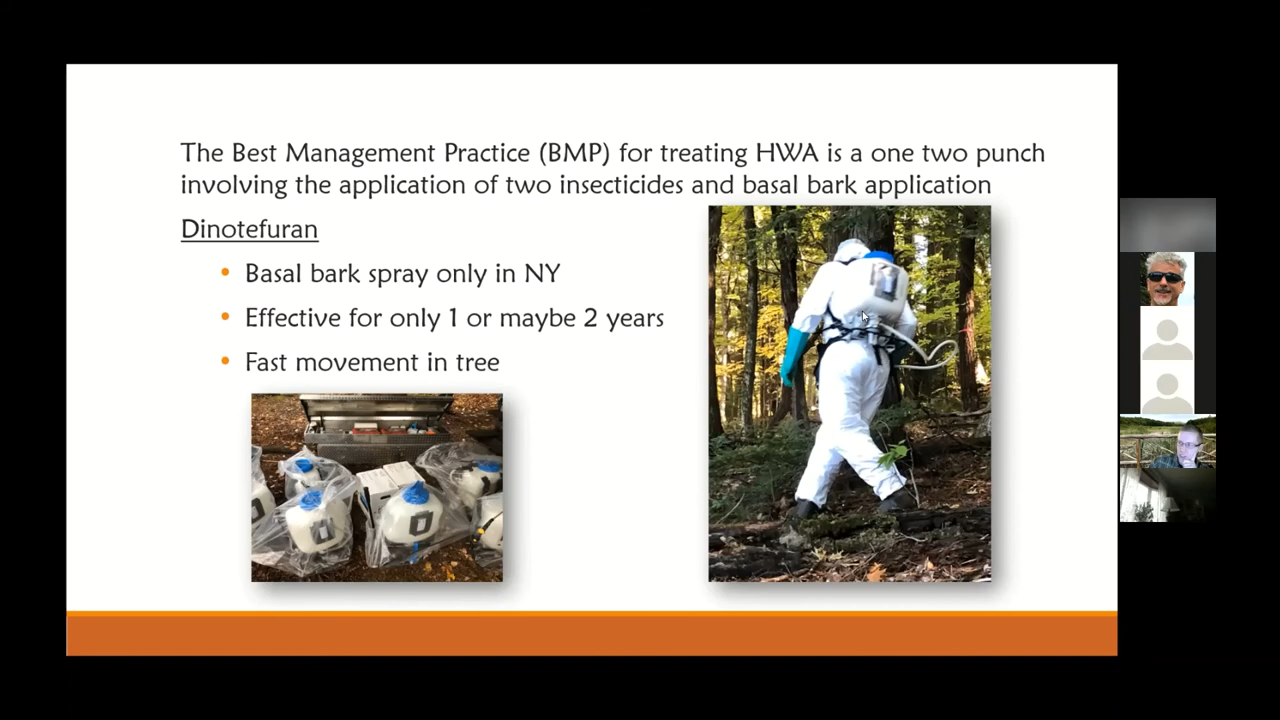 The Best Management Practice (BMP) for treating HWA is a one two punch
involving the application of two insecticides and basal bark application
Dinotefuran
• Basal bark spray only in NY
• Effective for only 1 or maybe 2 years
• Fast movement in tree